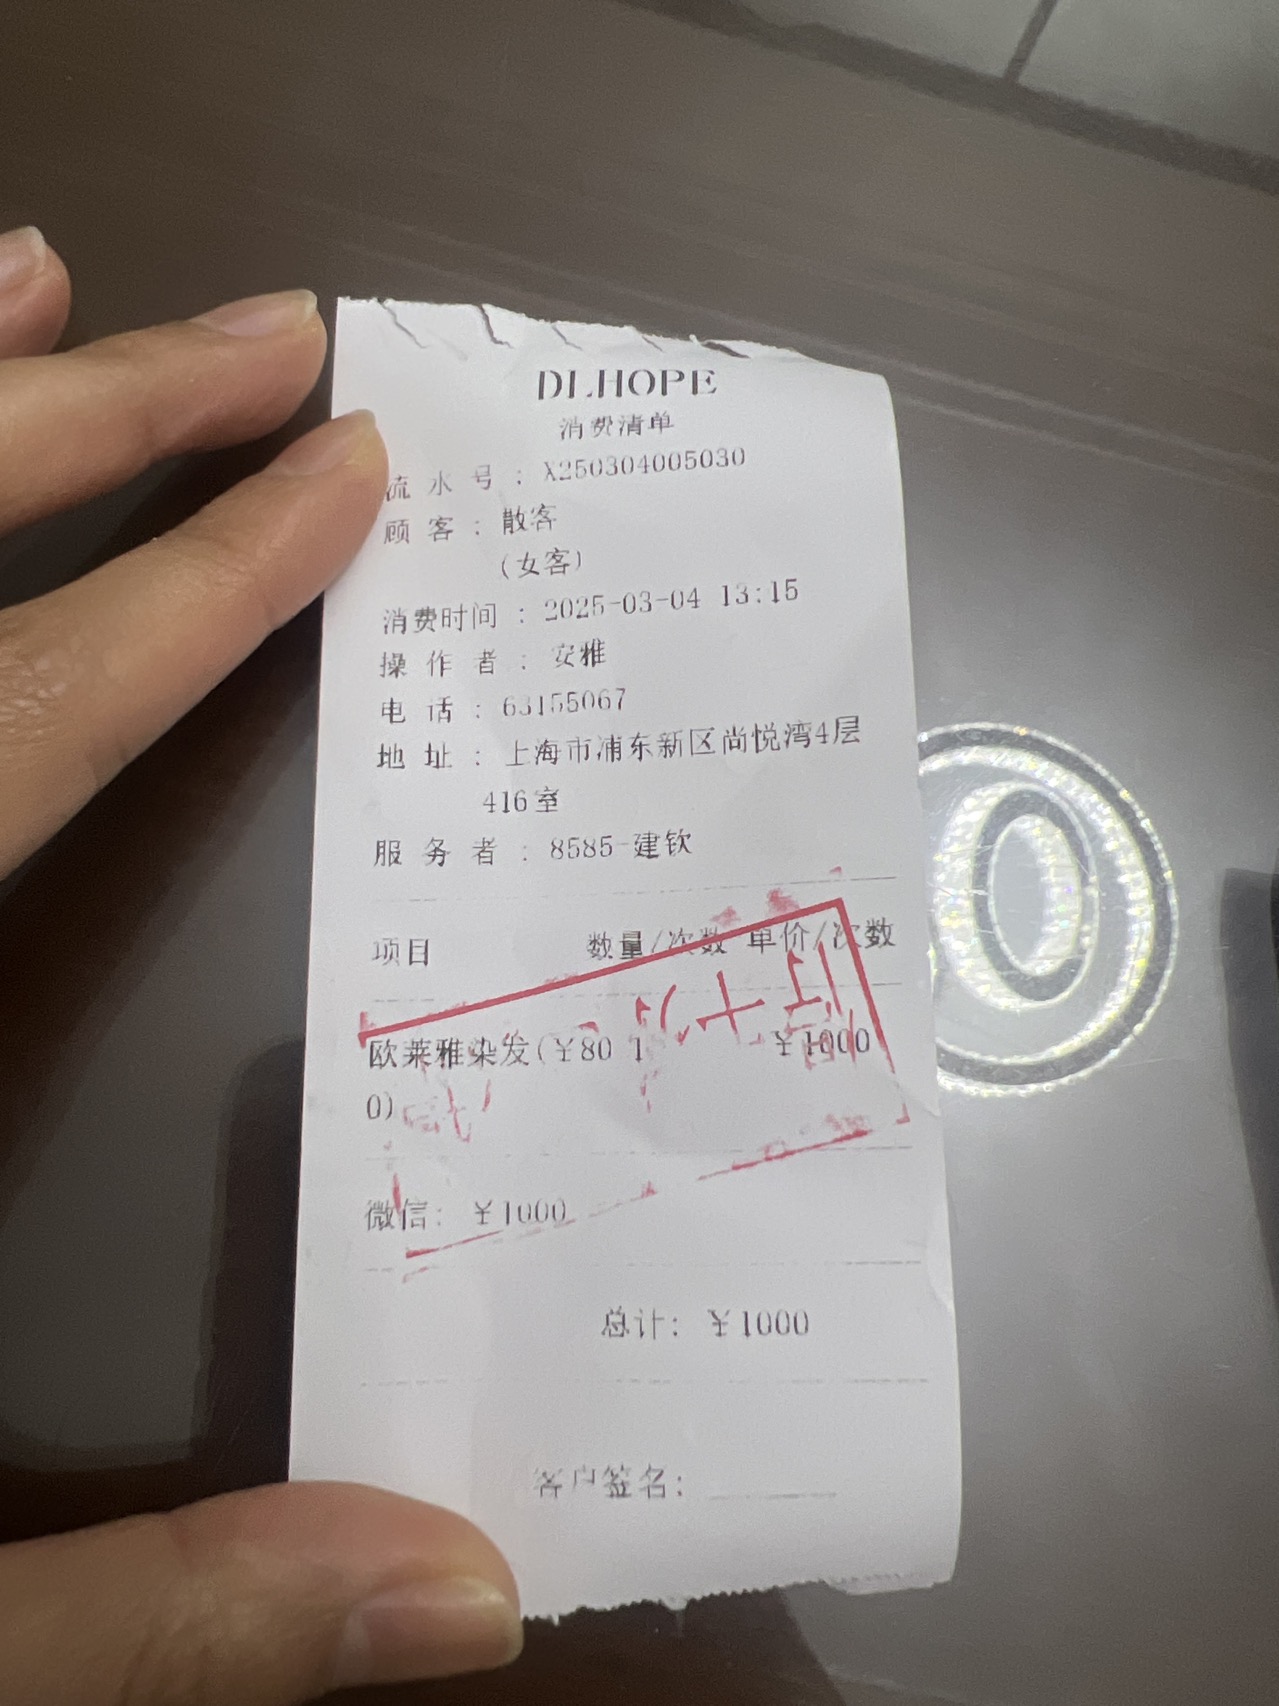 DLHOPE
消费清单
流水号：X250304005030
顾客：散客
(女客)
消费时间：2025-03-04 13:15
操作者：安雅
电话：63155067
地址：上海市浦东新区尚悦湾4层
416室
服务者：8585-建钦
项目 数量/次数 单价/次数
欧莱雅染发(¥80 1 ¥1000
0)
微信: ¥1000
总计: ¥1000
客户签名: